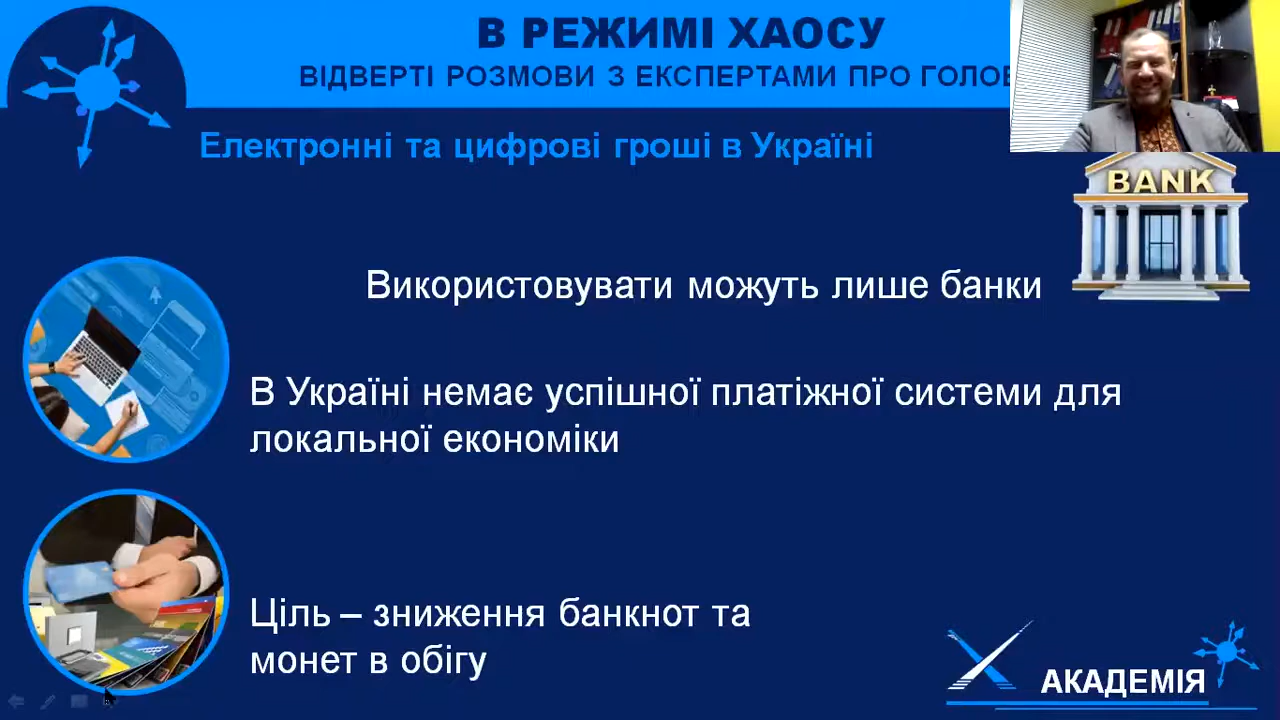 В РЕЖИМІ ХАОСУ
ВІДВЕРТІ РОЗМОВИ З ЕКСПЕРТАМИ ПРО
Електронні та цифрові гроші в Україні
BANK
Використовувати можуть лише банки
В Україні немає успішної платіжної системи для
локальної економіки
Ціль – зниження банкнот та
монет в обігу
АКАДЕМІЯ